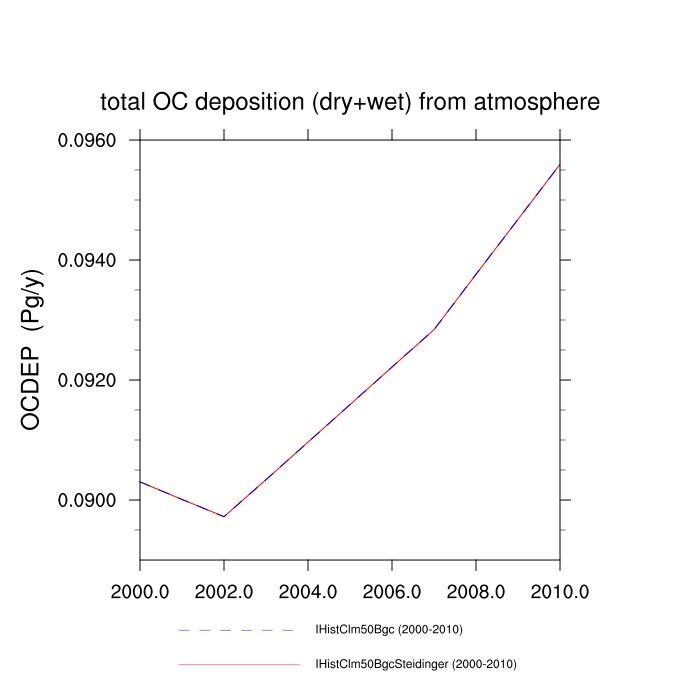 total OC deposition (dry+wet) from atmosphere
OCDEP (Pg/y)
0.0960
0.0940
0.0920
0.0900
2000.0 2002.0 2004.0 2006.0 2008.0 2010.0
IHistClm50Bgc (2000-2010)
IHistClm50BgcSteidinger (2000-2010)